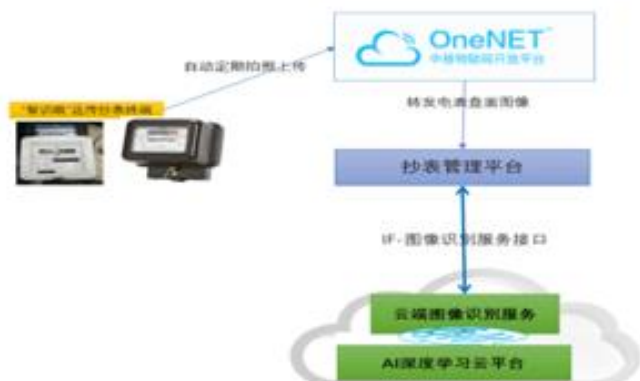 OneNET
中移物联网开放平台
自动定期拍照上传
转发电表盘面图像
远传抄表终端
抄表管理平台
IF-图像识别服务接口
云端图像识别服务
AI深度学习云平台